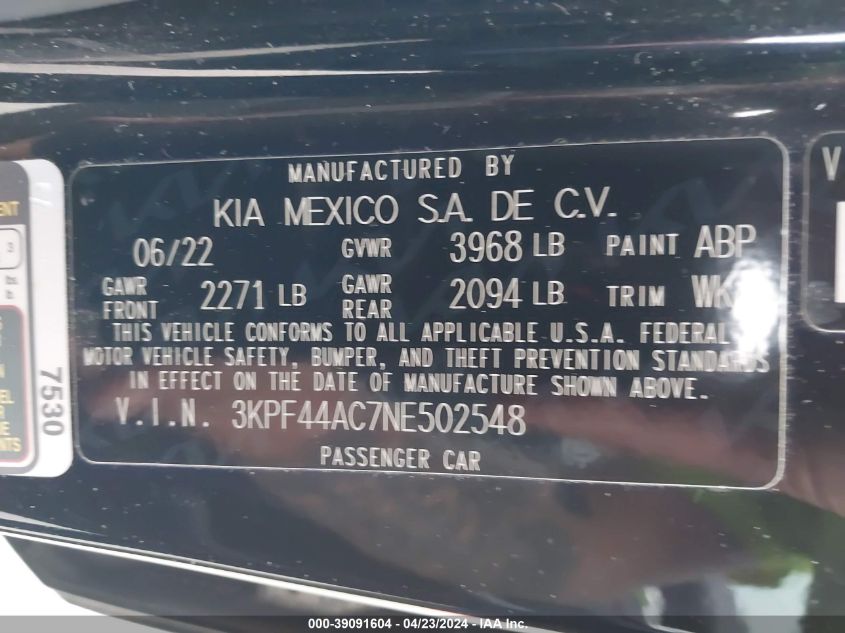 MANUFACTURED BY
KIA MEXICO S.A. DE C.V.
06/22 GVWR 3968 LB PAINT ABP
GAWR FRONT 2271 LB GAWR REAR 2094 LB TRIM WK
THIS VEHICLE CONFORMS TO ALL APPLICABLE U.S.A. FEDERAL
MOTOR VEHICLE SAFETY, BUMPER, AND THEFT PREVENTION STANDARDS
IN EFFECT ON THE DATE OF MANUFACTURE SHOWN ABOVE.
V.I.N. 3KPF44AC7NE502548
PASSENGER CAR
7530
V
000-39091604 / 04/23/2024 - IAA Inc.